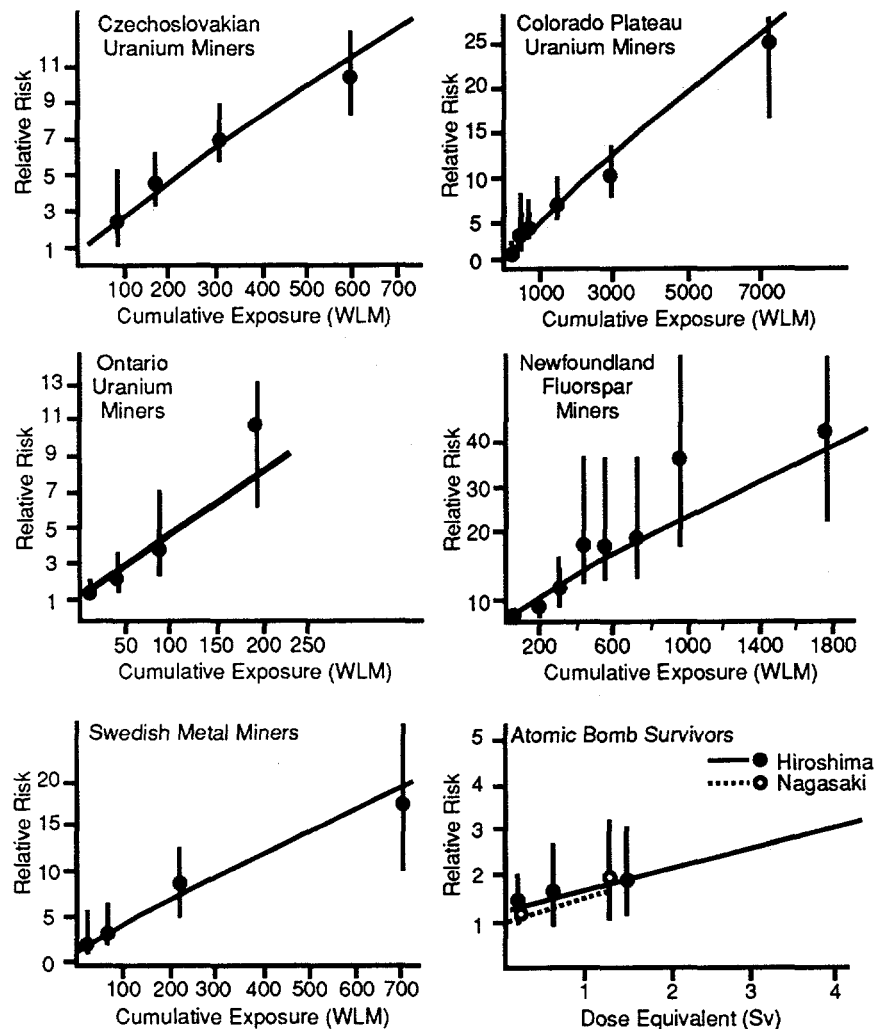 Czechoslovakian
Uranium Miners
Relative Risk
11
9
7
5
3
1
100 200 300 400 500 600 700
Cumulative Exposure (WLM)
Colorado Plateau
Uranium Miners
Relative Risk
25
20
15
10
5
0
1000 3000 5000 7000
Cumulative Exposure (WLM)
Ontario
Uranium
Miners
Relative Risk
13
11
9
7
5
3
1
50 100 150 200 250
Cumulative Exposure (WLM)
Newfoundland
Fluorspar
Miners
Relative Risk
40
30
20
10
200 600 1000 1400 1800
Cumulative Exposure (WLM)
Swedish Metal Miners
Relative Risk
20
15
10
5
0
100 200 300 400 500 600 700
Cumulative Exposure (WLM)
Atomic Bomb Survivors
Hiroshima
Nagasaki
Relative Risk
5
4
3
2
1
1 2 3 4
Dose Equivalent (Sv)